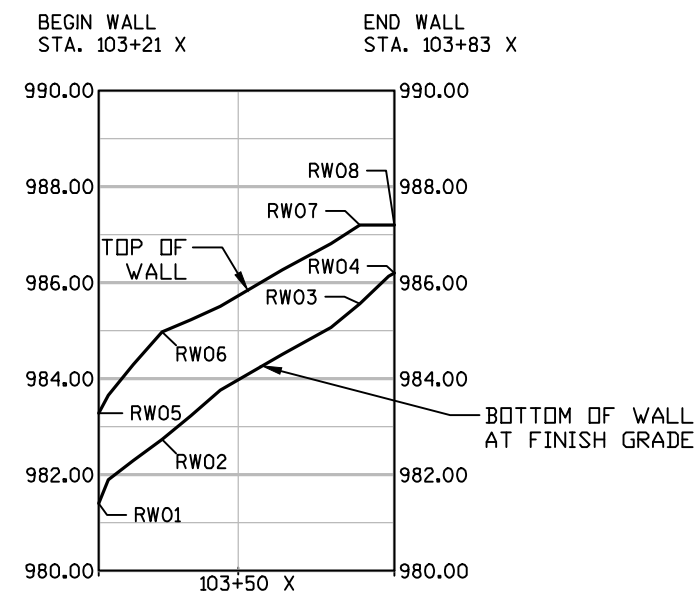 BEGIN WALL
STA. 103+21 X
END WALL
STA. 103+83 X
990.00
990.00
988.00
988.00
RW08
RW07
TOP OF
WALL
986.00
986.00
RW04
RW03
RW06
984.00
984.00
RW05
BOTTOM OF WALL
AT FINISH GRADE
RW02
982.00
982.00
RW01
980.00
980.00
103+50 X